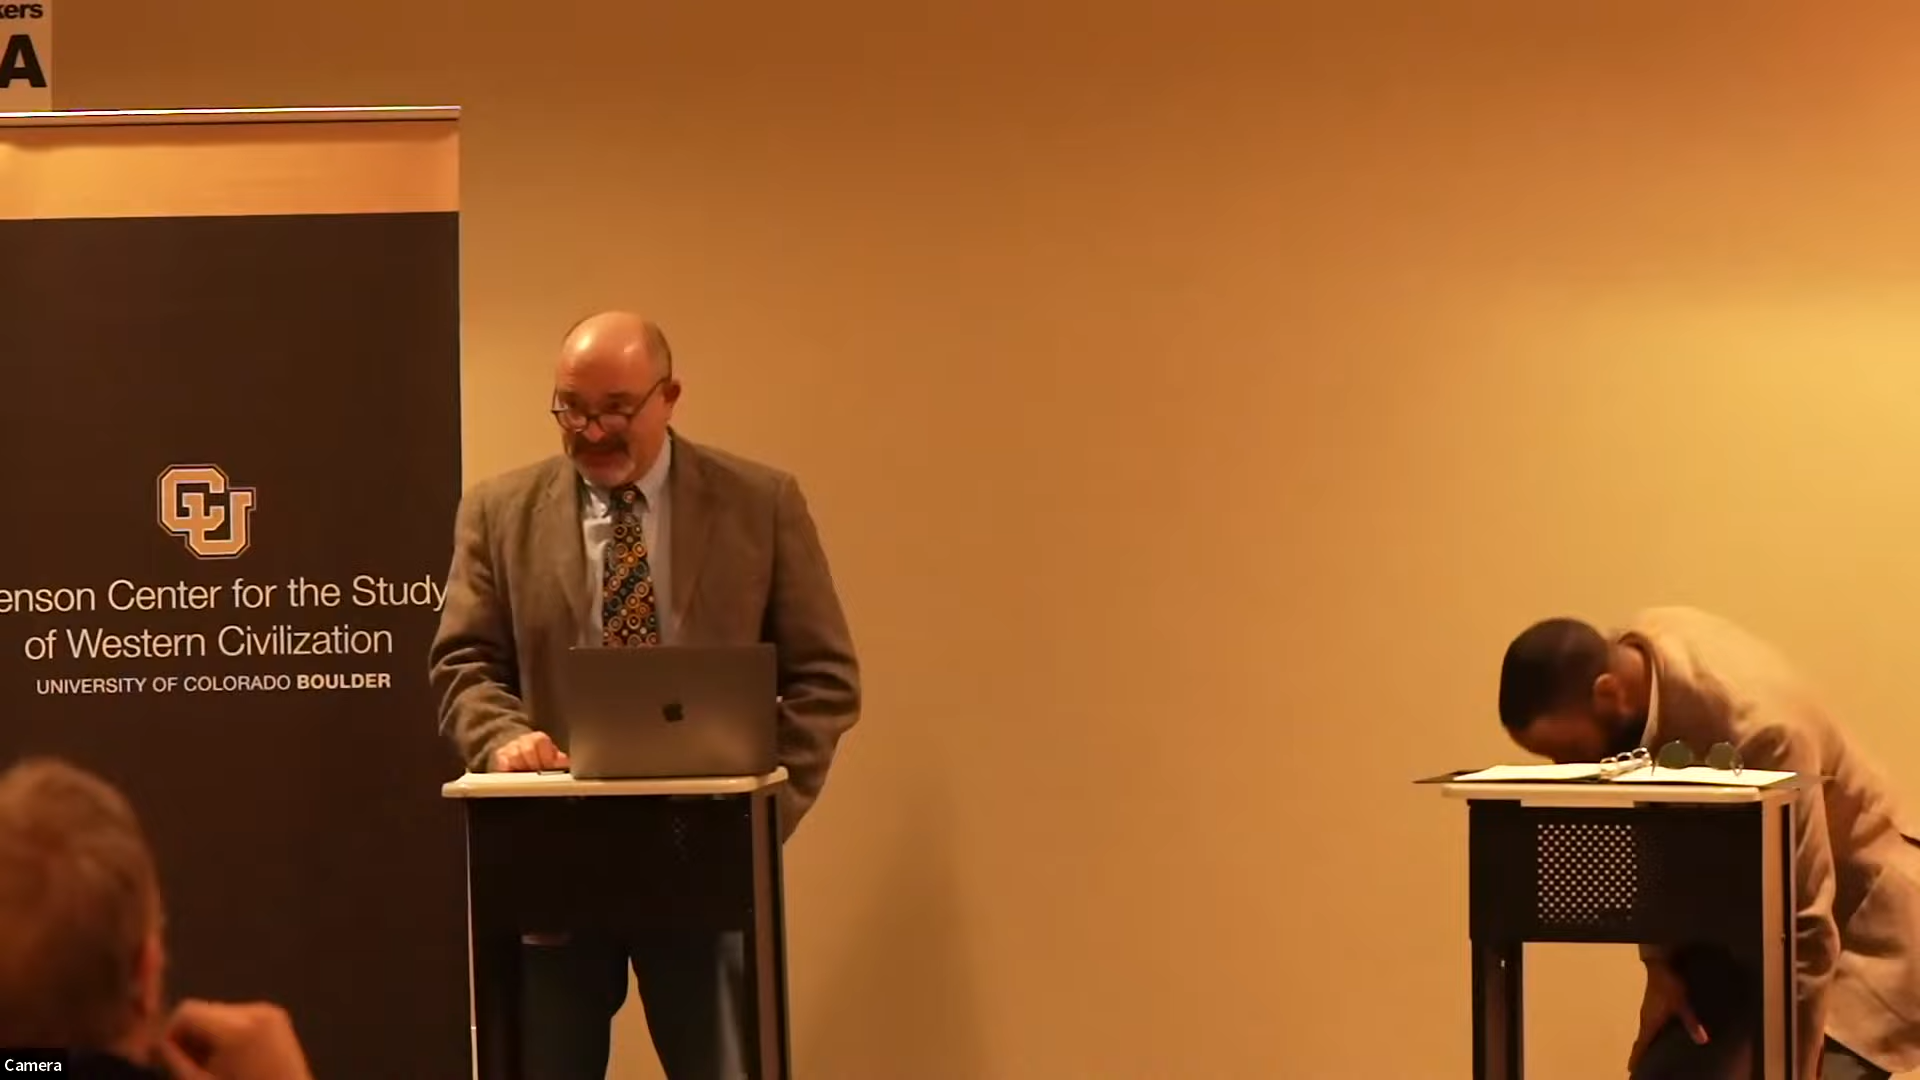 kers
A
CU
enson Center for the Study
of Western Civilization
UNIVERSITY OF COLORADO BOULDER
Camera